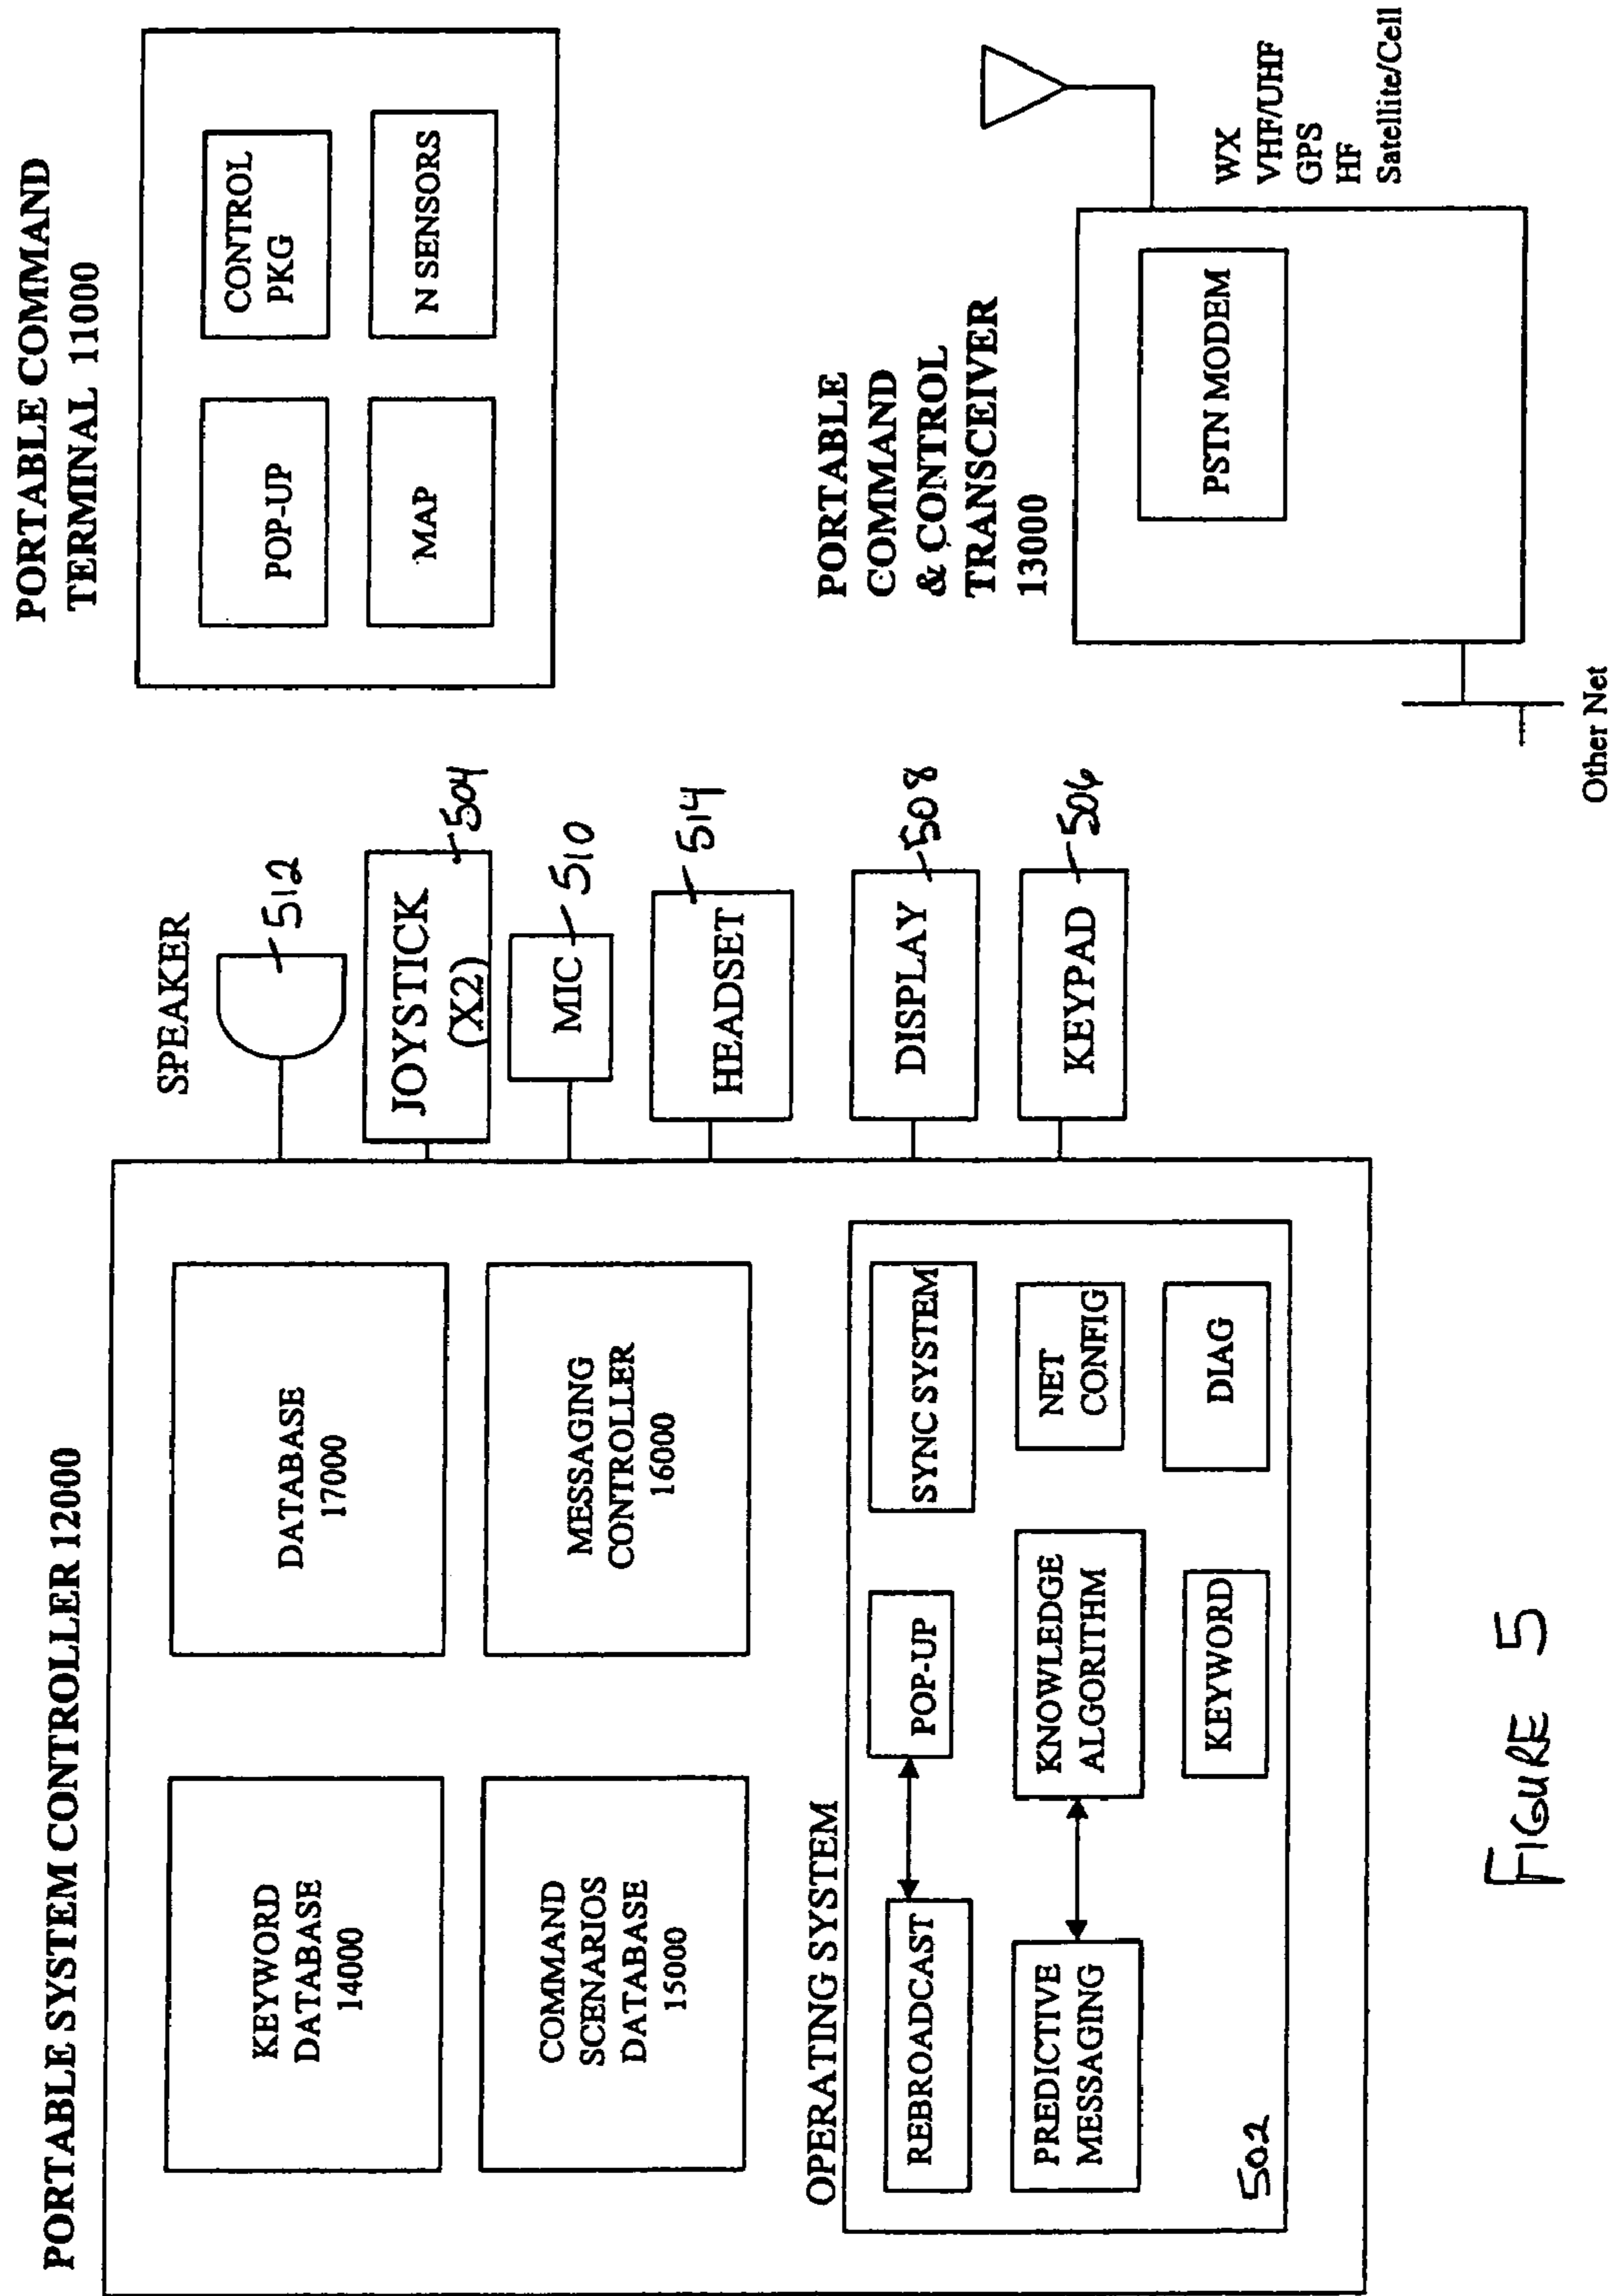 PORTABLE SYSTEM CONTROLLER 12000
KEYWORD
DATABASE
14000
DATABASE
17000
COMMAND
SCENARIOS
DATABASE
15000
MESSAGING
CONTROLLER
16000
OPERATING SYSTEM
REBROADCAST
POP-UP
SYNC SYSTEM
PREDICTIVE
MESSAGING
KNOWLEDGE
ALGORITHM
NET
CONFIG
KEYWORD
DIAG
502
SPEAKER
512
JOYSTICK
(X2)
504
MIC
510
HEADSET
514
DISPLAY
508
KEYPAD
506
PORTABLE COMMAND
TERMINAL 11000
POP-UP
CONTROL
PKG
MAP
N SENSORS
PORTABLE
COMMAND
& CONTROL
TRANSCEIVER
13000
PSTN MODEM
WX
VHF/UHF
GPS
HF
Satellite/Cell
Other Net
FIGURE 5